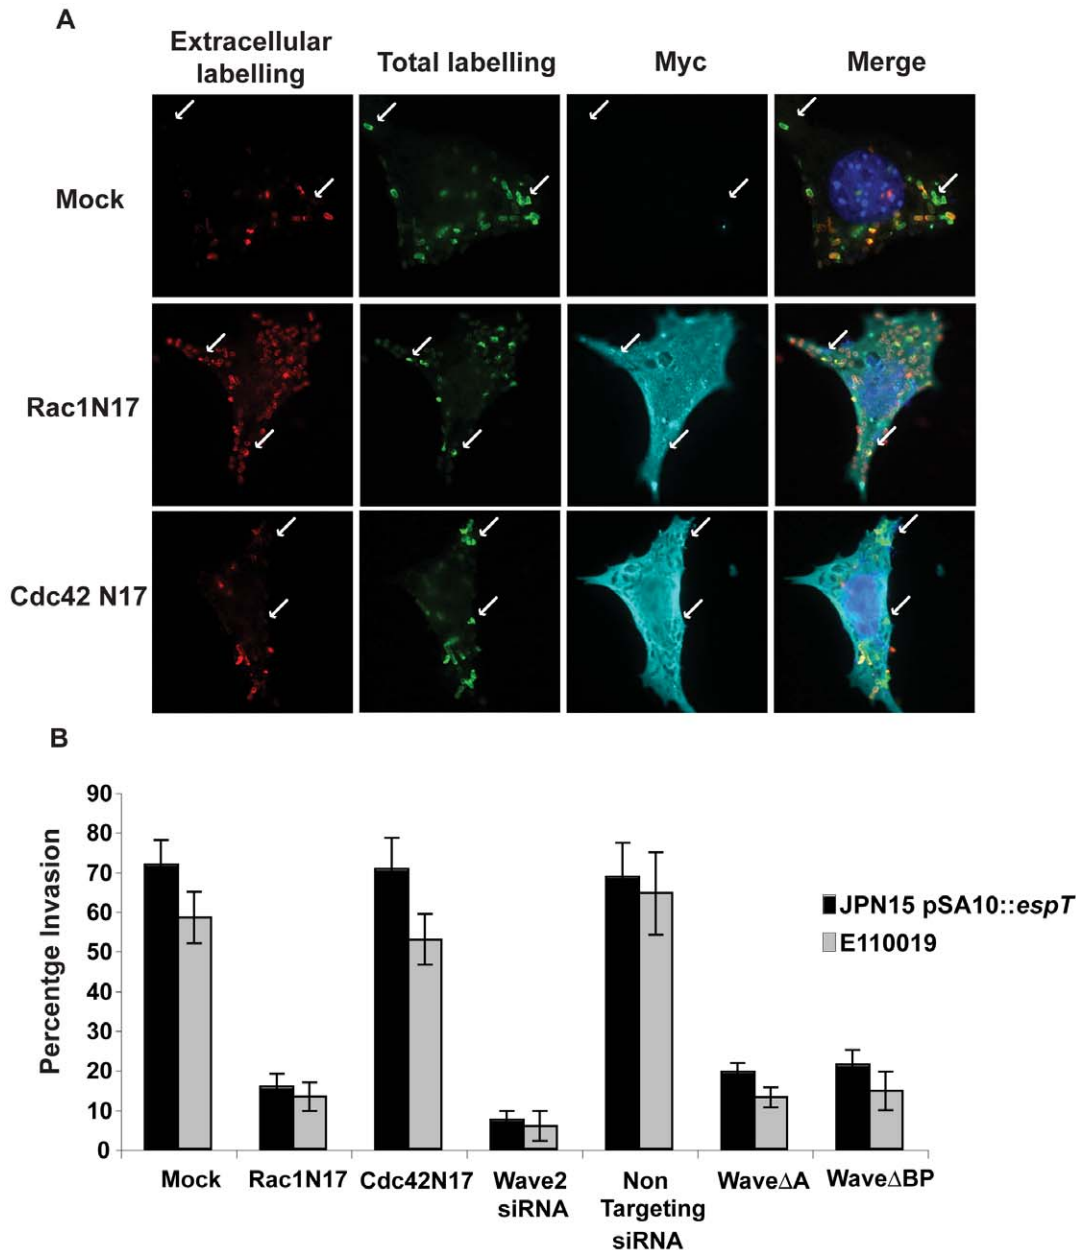 A
Extracellular
labelling
Total labelling
Myc
Merge
Mock
Rac1N17
Cdc42 N17
B
Percentge Invasion
90
80
70
60
50
40
30
20
10
0
Mock
Rac1N17
Cdc42N17
Wave2
siRNA
Non
Targeting
siRNA
WaveΔA
WaveΔBP
JPN15 pSA10::espT
E110019